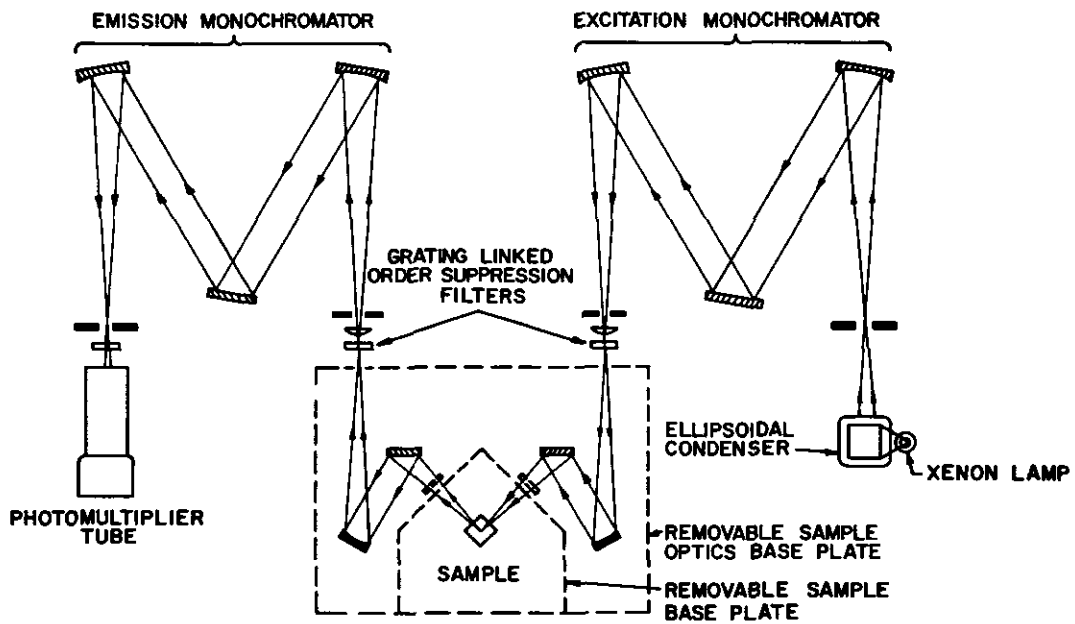 EMISSION MONOCHROMATOR
EXCITATION MONOCHROMATOR
GRATING LINKED
ORDER SUPPRESSION
FILTERS
ELLIPSOIDAL
CONDENSER
XENON LAMP
PHOTOMULTIPLIER
TUBE
SAMPLE
REMOVABLE SAMPLE
OPTICS BASE PLATE
REMOVABLE SAMPLE
BASE PLATE